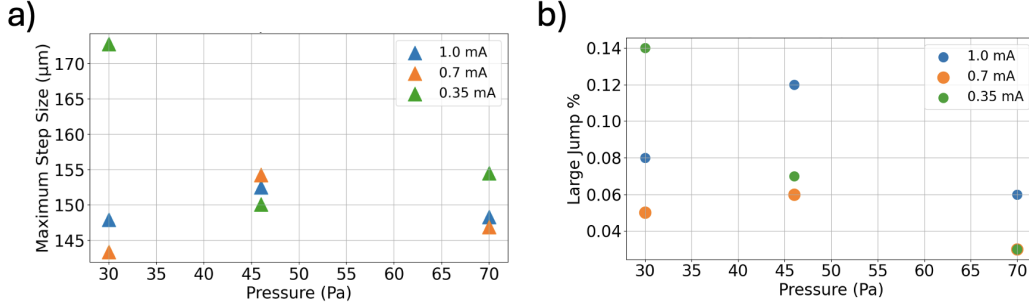 a)
Maximum Step Size (μm)
170
165
160
155
150
145
30 35 40 45 50 55 60 65 70
Pressure (Pa)
1.0 mA
0.7 mA
0.35 mA
b)
Large Jump %
0.14
0.12
0.10
0.08
0.06
0.04
30 35 40 45 50 55 60 65 70
Pressure (Pa)
1.0 mA
0.7 mA
0.35 mA